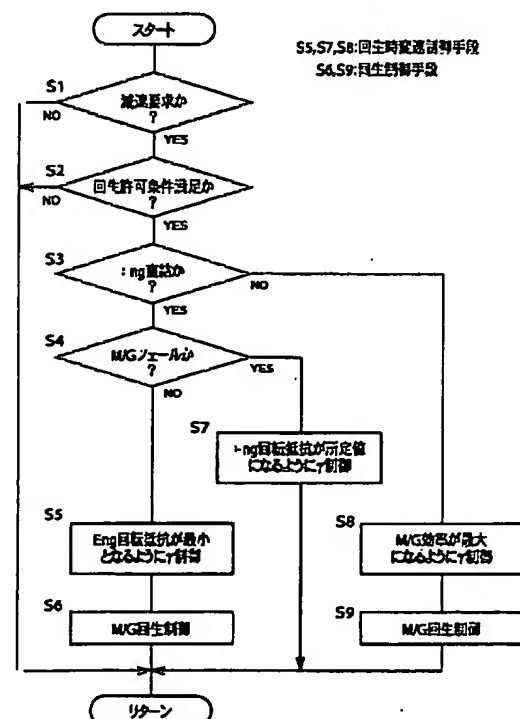 スタート
S5,S7,S8:回生時変速制御手段
S6,S9:回生制御手段
S1
減速要求か
?
NO
YES
S2
回生許可条件満足か
?
NO
YES
S3
ng直結か
?
NO
YES
S4
M/Gフェールか
?
YES
NO
S7
ng回転抵抗が所定値
になるようにγ制御
S5
Eng回転抵抗が最小
となるようにγ制御
S8
M/G効率が最大
になるようにγ制御
S6
M/G回生制御
S9
M/G回生制御
リターン